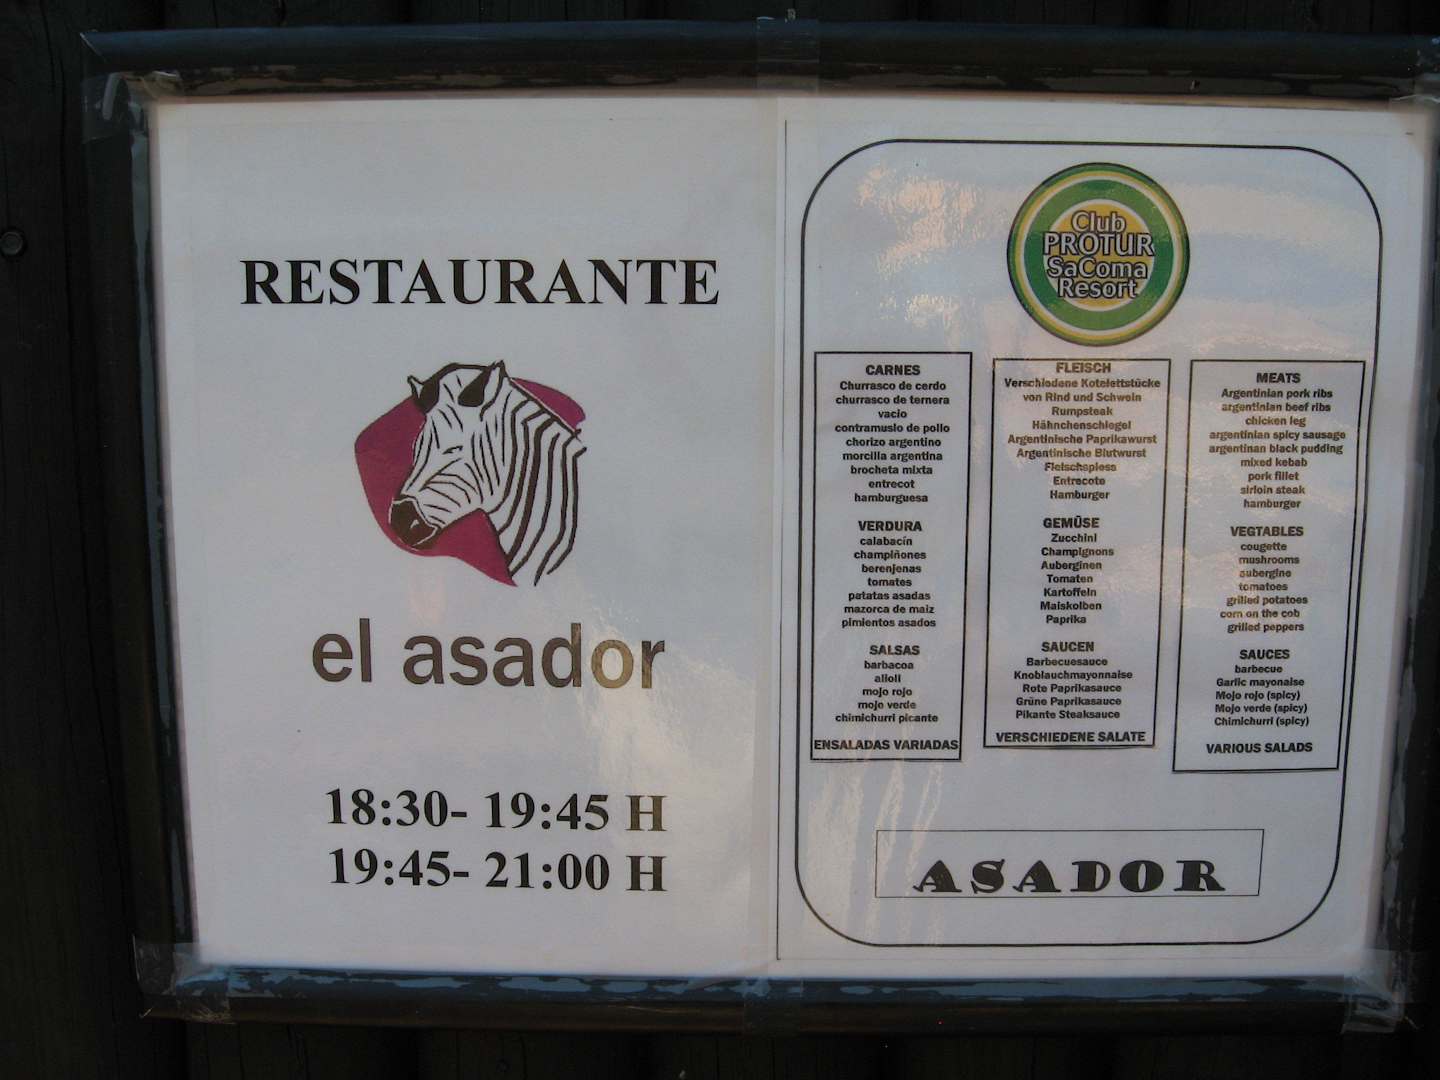 RESTAURANTE
el asador
18:30- 19:45 H
19:45- 21:00 H
Club
PROTUR
SaComa
Resort
CARNES
Churrasco de cerdo
churrasco de ternera
vacio
contramuslo de pollo
chorizo argentino
morcilla argentina
brocheta mixta
entrecot
hamburguesa
VERDURA
calabacín
champiñones
berenjenas
tomates
patatas asadas
mazorca de maiz
pimientos asados
SALSAS
barbacoa
alioli
mojo rojo
mojo verde
chimichurri picante
ENSALADAS VARIADAS
FLEISCH
Verschiedene Kotelettstücke
von Rind und Schwein
Rumpsteak
Hähnchenschlegel
Argentinische Paprikawurst
Argentinische Blutwurst
Fleischspiess
Entrecote
Hamburger
GEMÜSE
Zucchini
Champignons
Auberginen
Tomaten
Kartoffeln
Maiskolben
Paprika
SAUCEN
Barbecuesauce
Knoblauchmayonnaise
Rote Paprikasauce
Grüne Paprikasauce
Pikante Steaksauce
VERSCHIEDENE SALATE
MEATS
Argentinian pork ribs
argentinian beef ribs
chicken leg
argentinian spicy sausage
argentinan black pudding
mixed kebab
pork fillet
sirloin steak
hamburger
VEGTABLES
cougette
mushrooms
aubergine
tomatoes
grilled potatoes
corn on the cob
grilled peppers
SAUCES
barbecue
Garlic mayonaise
Mojo rojo (spicy)
Mojo verde (spicy)
Chimichurri (spicy)
VARIOUS SALADS
ASADOR